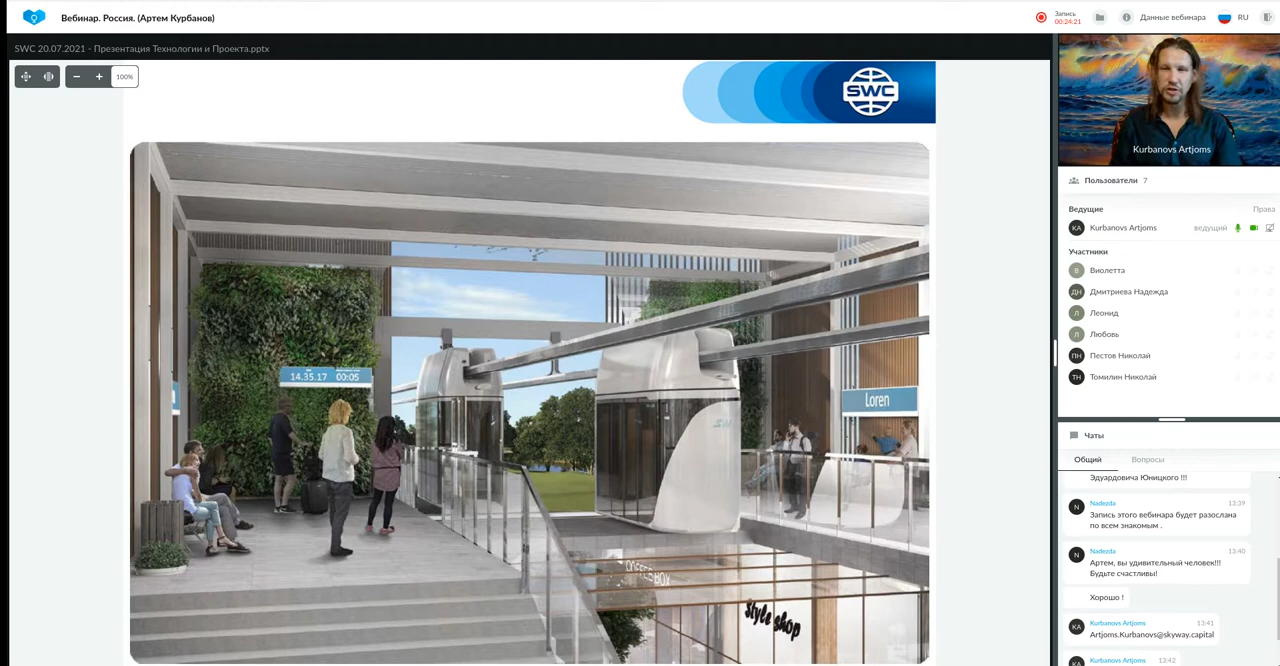 Вебинар. Россия. (Артем Курбанов)
Запись
00:24:21
Данные вебинара
RU
SWC 20.07.2021 - Презентация Технологии и Проекта.pptx
100%
SWC
14.35.17 00:05
Loren
SW
COFFEE BOX
Style shop
Kurbanovs Artjoms
Пользователи 7
Ведущие
Права
KA Kurbanovs Artjoms ведущий
Участники
В Виолетта
ДН Дмитриева Надежда
Л Леонид
Л Любовь
ПН Пестов Николай
ТН Томилин Николай
Чаты
Общий Вопросы
Эдуардовича Юницкого !!!
N Nadezda 13:39
Запись этого вебинара будет разослана
по всем знакомым .
N Nadezda 13:40
Артем, вы удивительный человек!!!
Будьте счастливы!
Хорошо !
KA Kurbanovs Artjoms 13:41
Artjoms.Kurbanovs@skyway.capital
KA Kurbanovs Artjoms 13:42